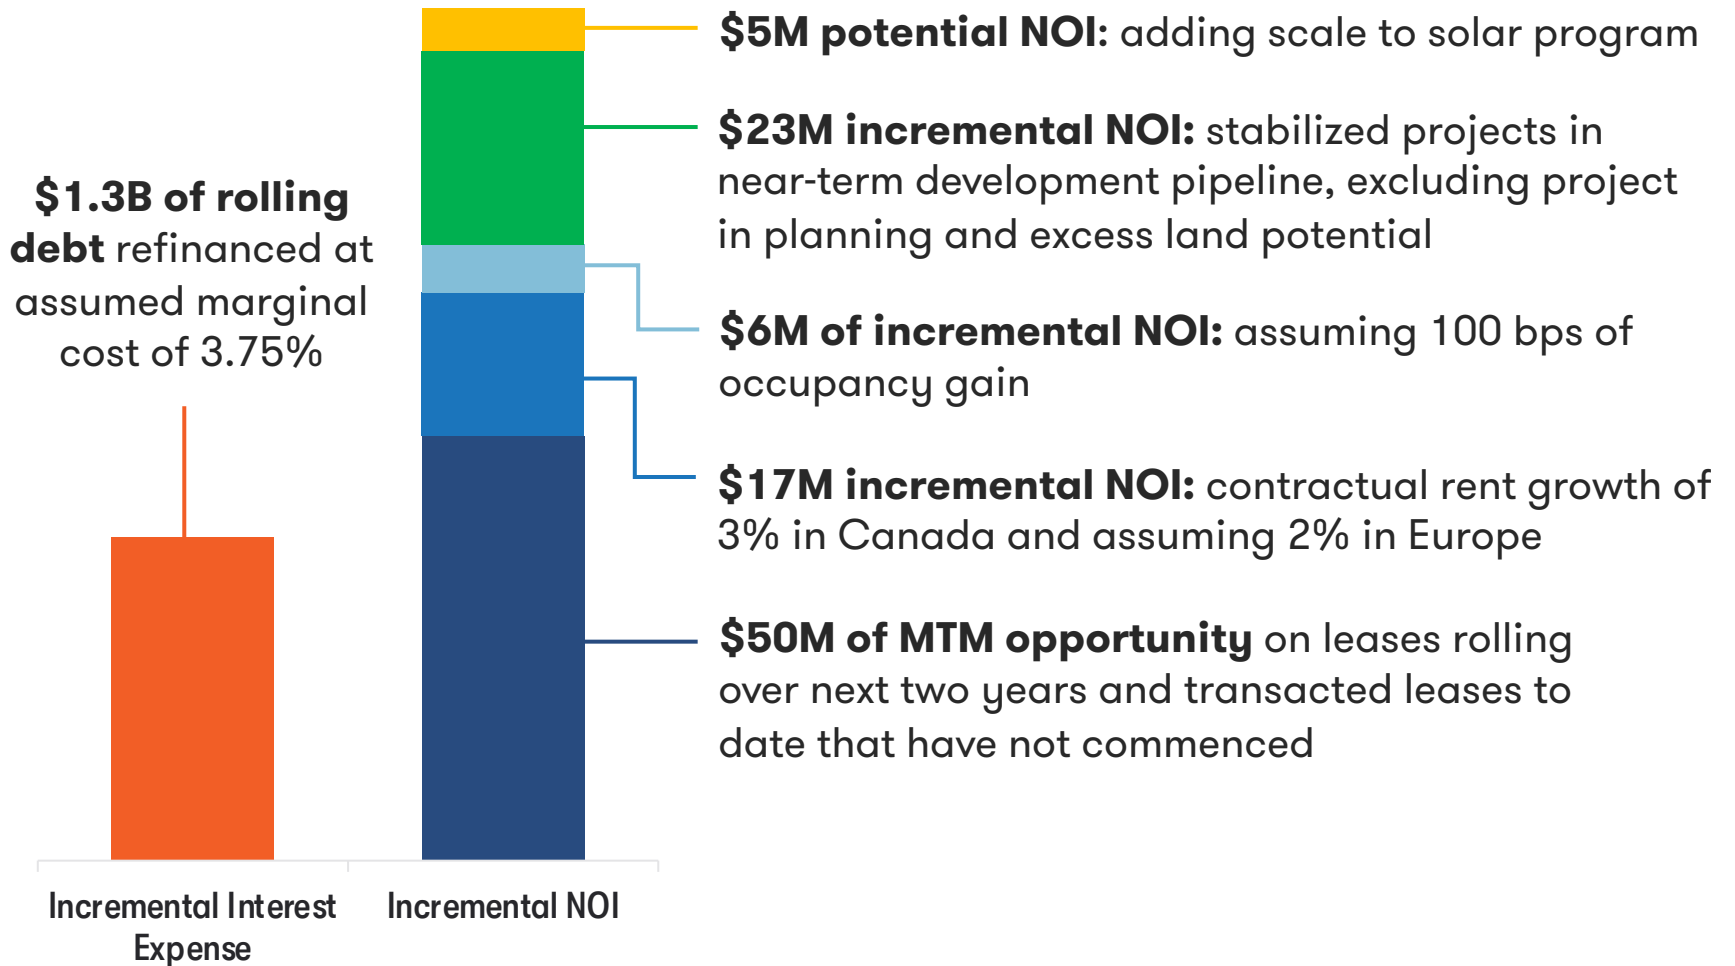 $1.3B of rolling
debt refinanced at
assumed marginal
cost of 3.75%
$5M potential NOI: adding scale to solar program
$23M incremental NOI: stabilized projects in
near-term development pipeline, excluding project
in planning and excess land potential
$6M of incremental NOI: assuming 100 bps of
occupancy gain
$17M incremental NOI: contractual rent growth of
3% in Canada and assuming 2% in Europe
$50M of MTM opportunity on leases rolling
over next two years and transacted leases to
date that have not commenced
Incremental Interest
Expense
Incremental NOI